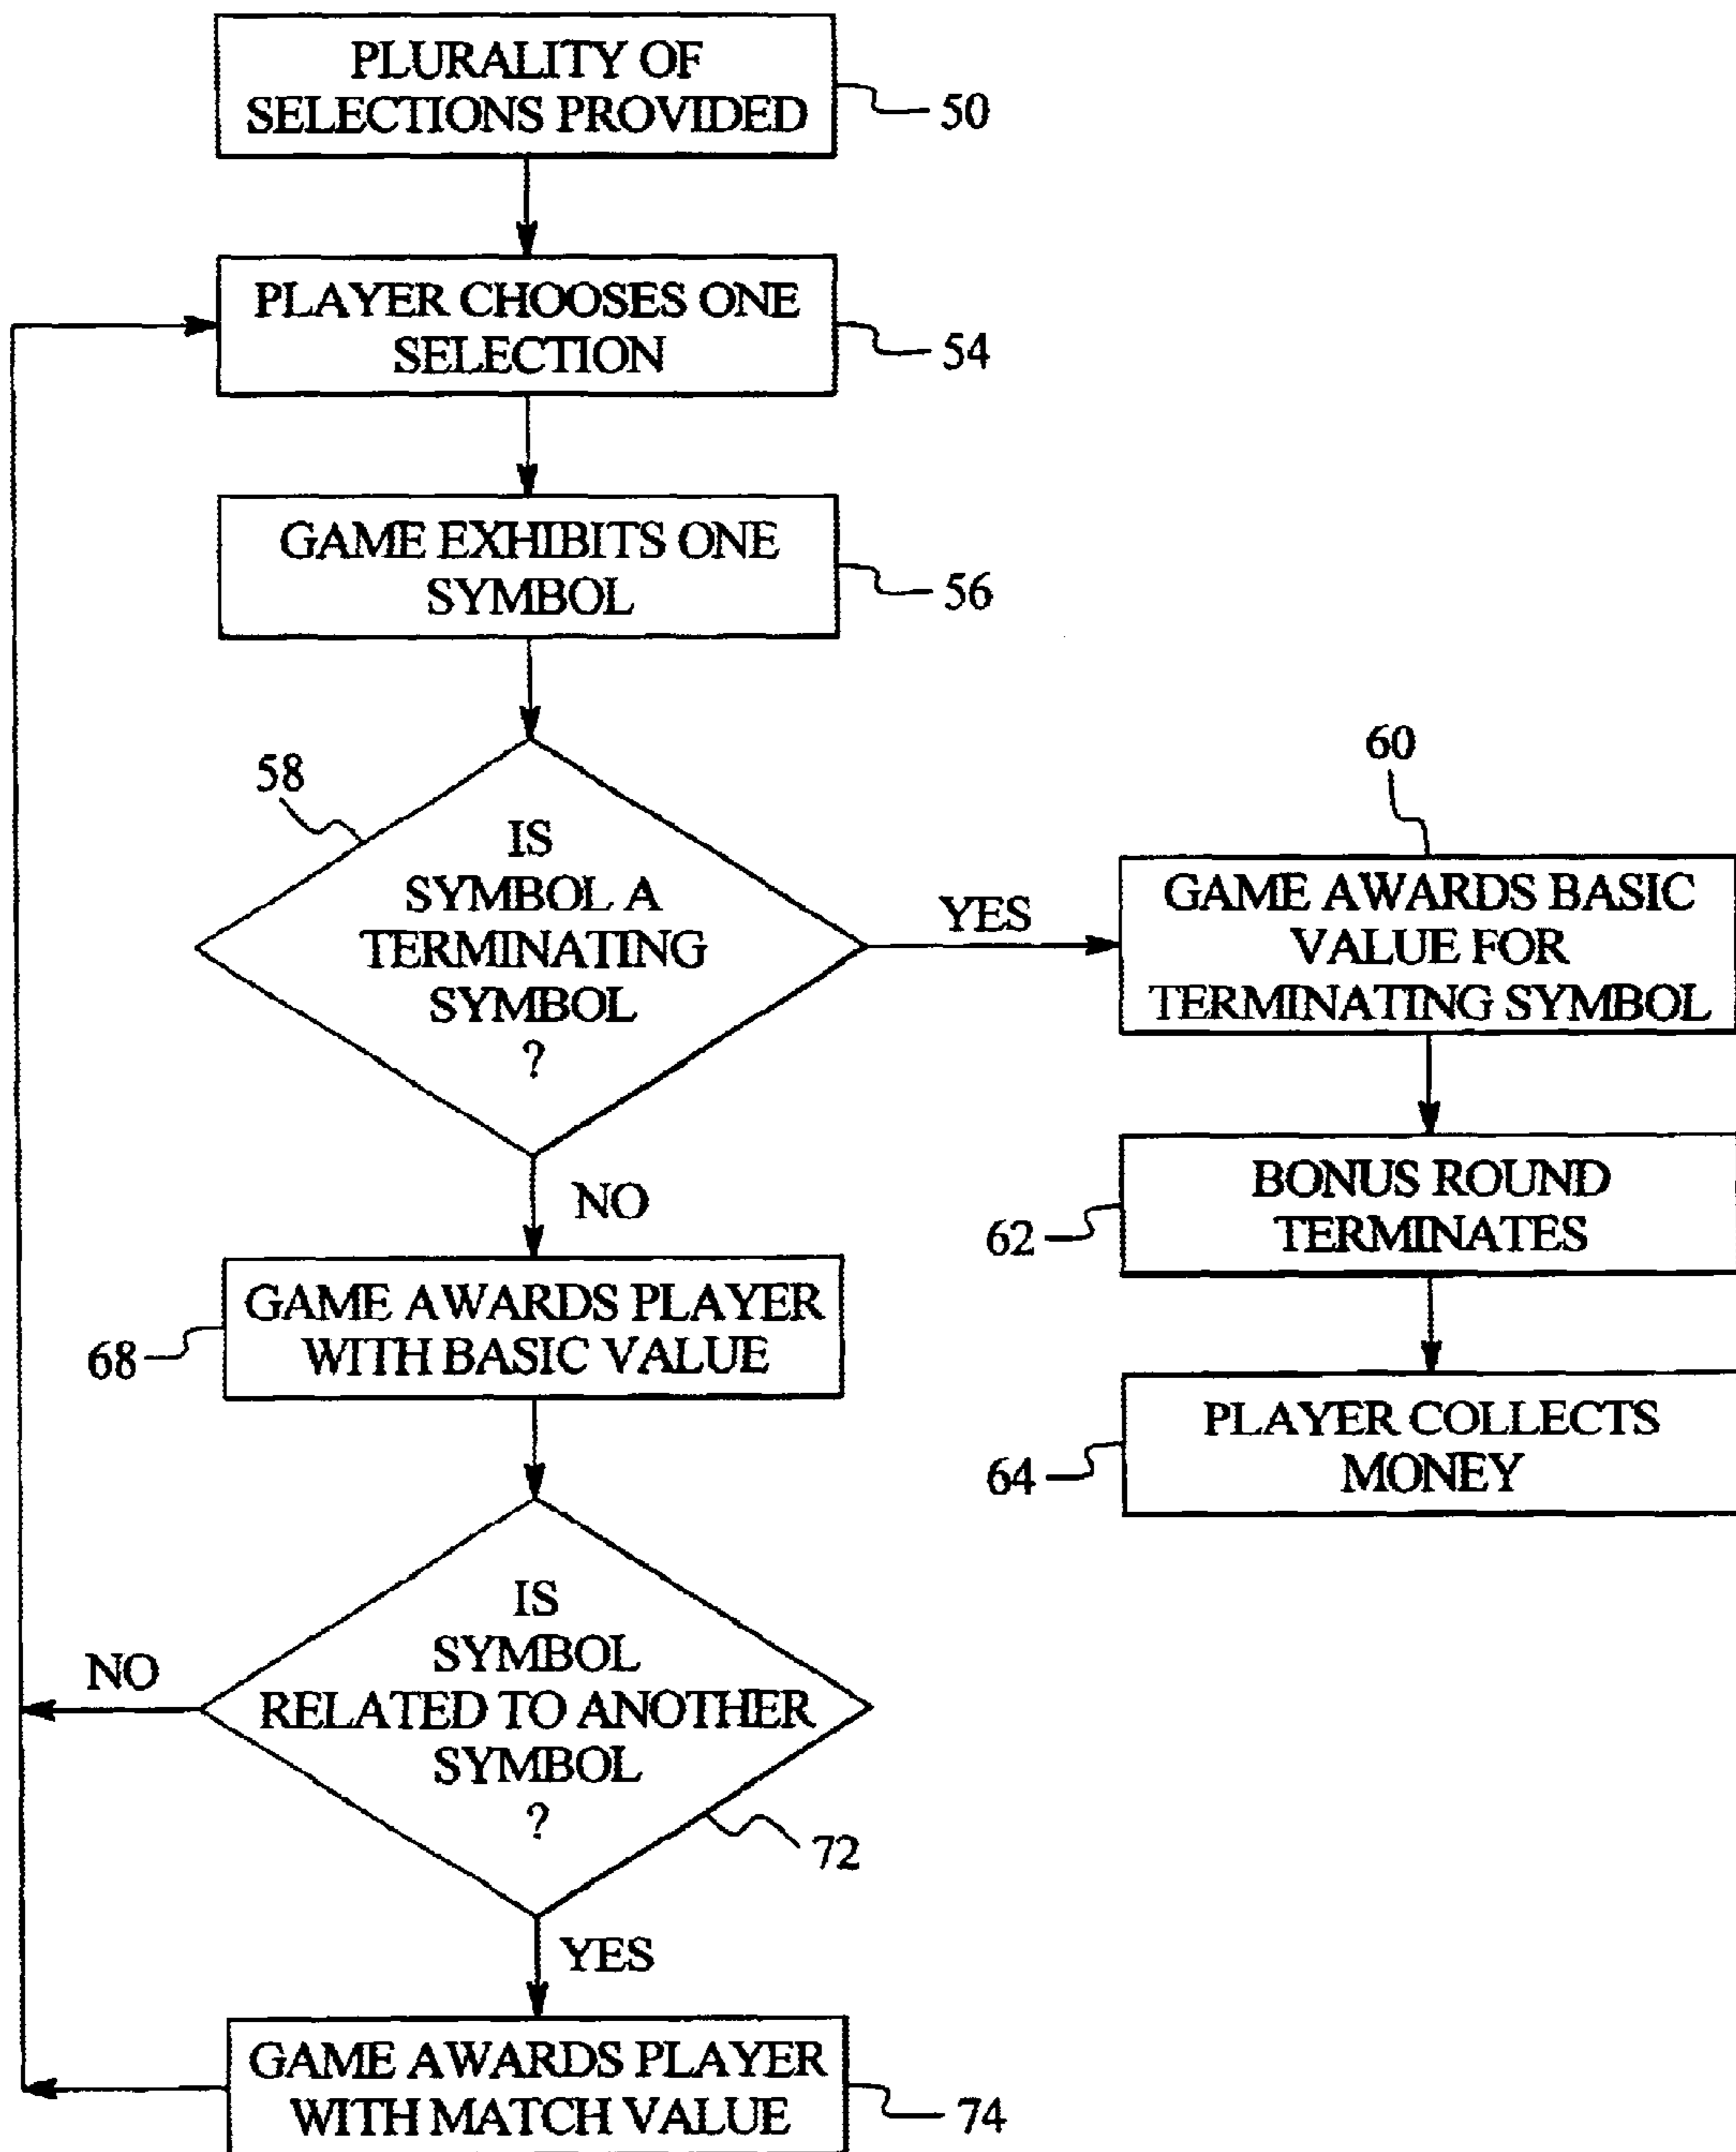 PLURALITY OF
SELECTIONS PROVIDED
50
PLAYER CHOOSES ONE
SELECTION
54
GAME EXHIBITS ONE
SYMBOL
56
58
IS
SYMBOL A
TERMINATING
SYMBOL
?
YES
NO
60
GAME AWARDS BASIC
VALUE FOR
TERMINATING SYMBOL
BONUS ROUND
TERMINATES
62
PLAYER COLLECTS
MONEY
64
GAME AWARDS PLAYER
WITH BASIC VALUE
68
IS
SYMBOL
RELATED TO ANOTHER
SYMBOL
?
NO
72
YES
GAME AWARDS PLAYER
WITH MATCH VALUE
74